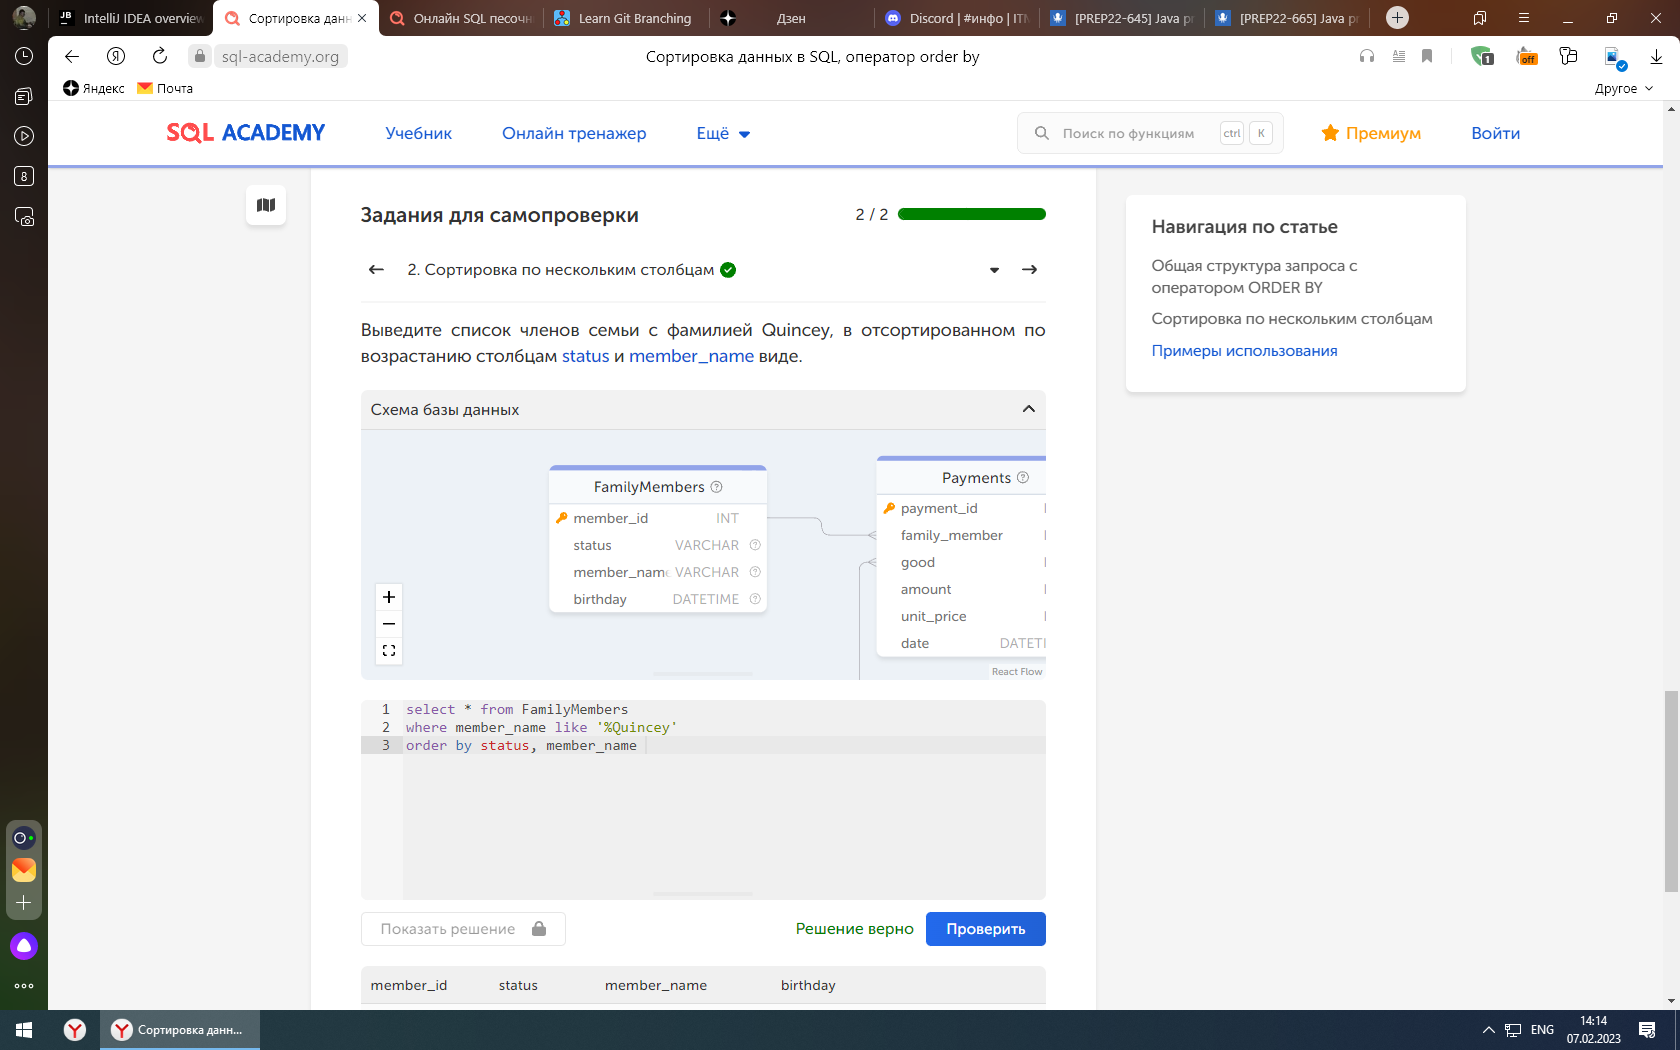 JB IntelliJ IDEA overview
Сортировка данн
Онлайн SQL песочн
Learn Git Branching
Дзен
Discord | #инфо | ITM
[PREP22-645] Java pr
[PREP22-665] Java pr
Я
sql-academy.org
Сортировка данных в SQL, оператор order by
1
off
Яндекс
Почта
Другое
8
SQL ACADEMY
Учебник
Онлайн тренажер
Ещё
Поиск по функциям
ctrl
K
Премиум
Войти
Задания для самопроверки
2 / 2
2. Сортировка по нескольким столбцам
Выведите список членов семьи с фамилией Quincey, в отсортированном по
возрастанию столбцам status и member_name виде.
Схема базы данных
FamilyMembers
member_id INT
status VARCHAR
member_nam VARCHAR
birthday DATETIME
Payments
payment_id
family_member
good
amount
unit_price
date DATETI
React Flow
1 select * from FamilyMembers
2 where member_name like '%Quincey'
3 order by status, member_name
Показать решение
Решение верно
Проверить
member_id status member_name birthday
Навигация по статье
Общая структура запроса с
оператором ORDER BY
Сортировка по нескольким столбцам
Примеры использования
Сортировка данн...
ENG
14:14
07.02.2023